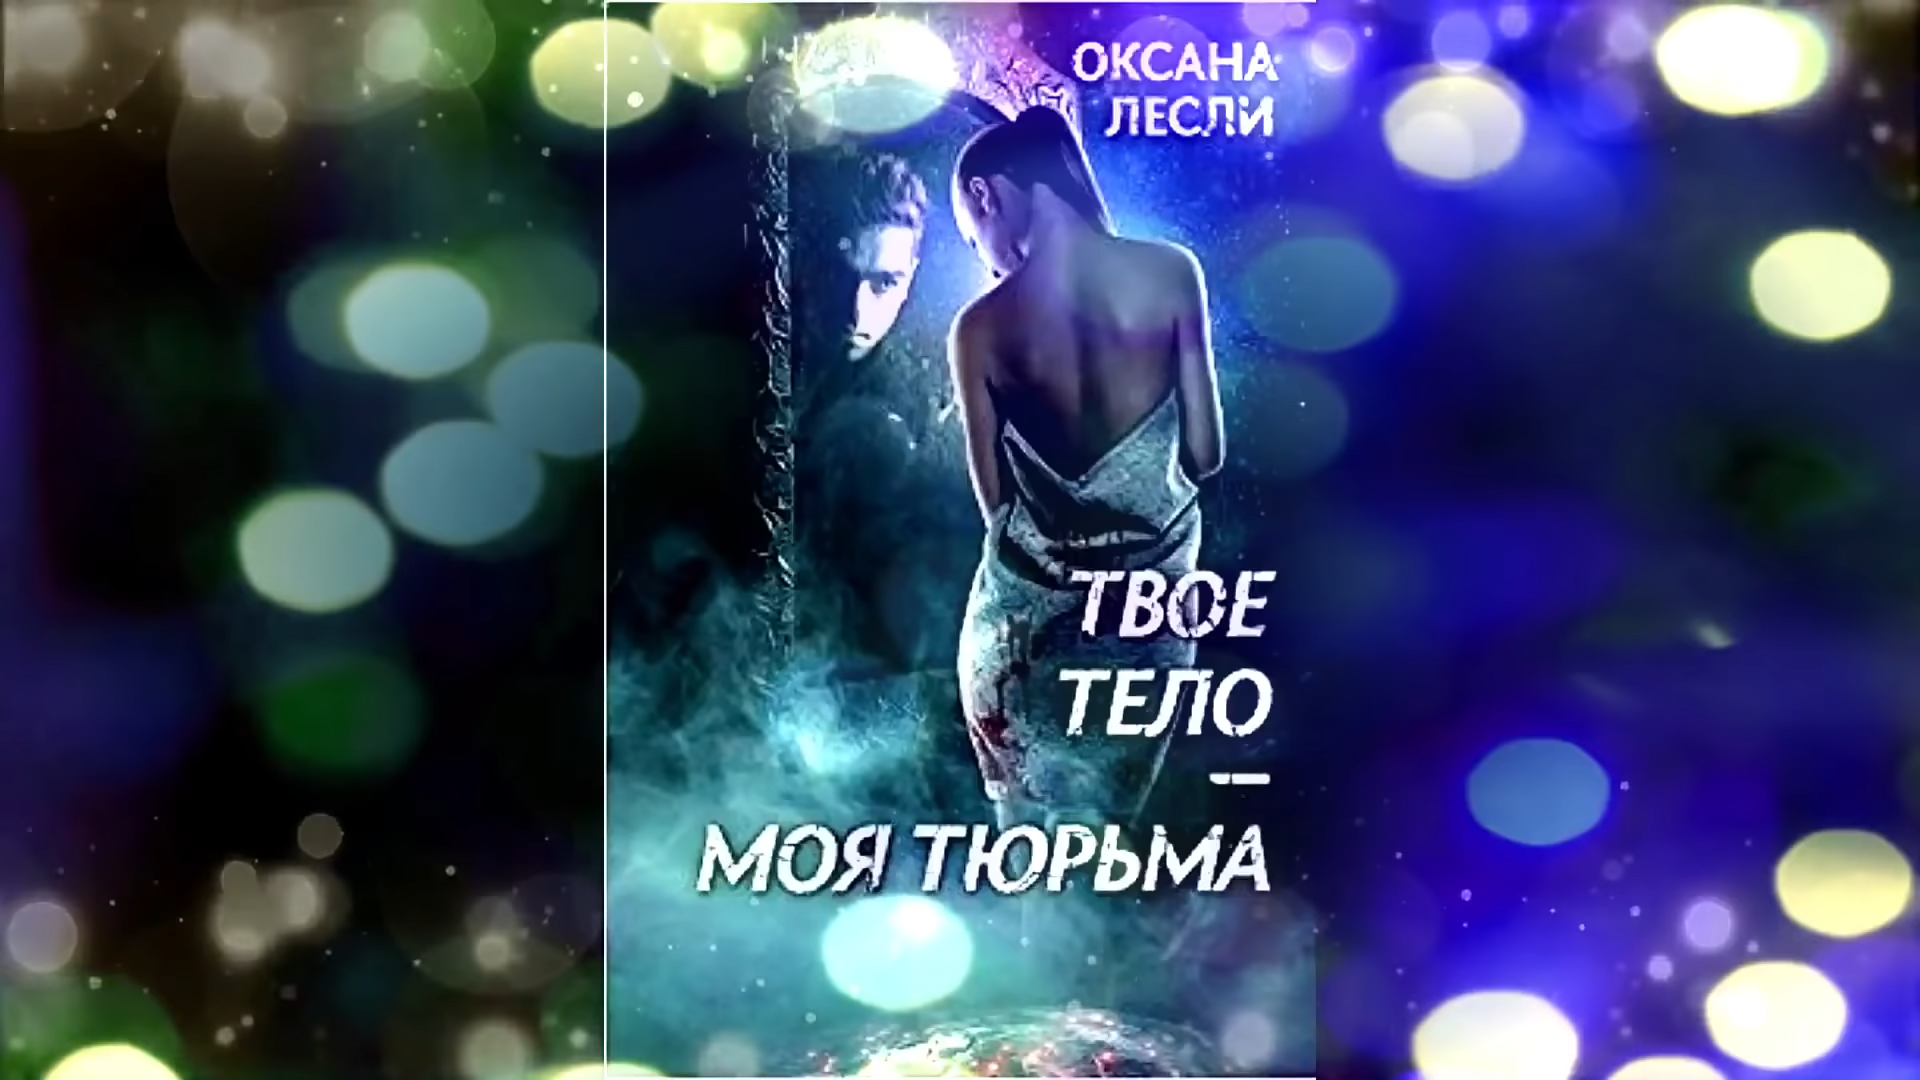 ОКСАНА
ЛЕСЛИ
ТВОЕ
ТЕЛО
—
МОЯ ТЮРЬМА